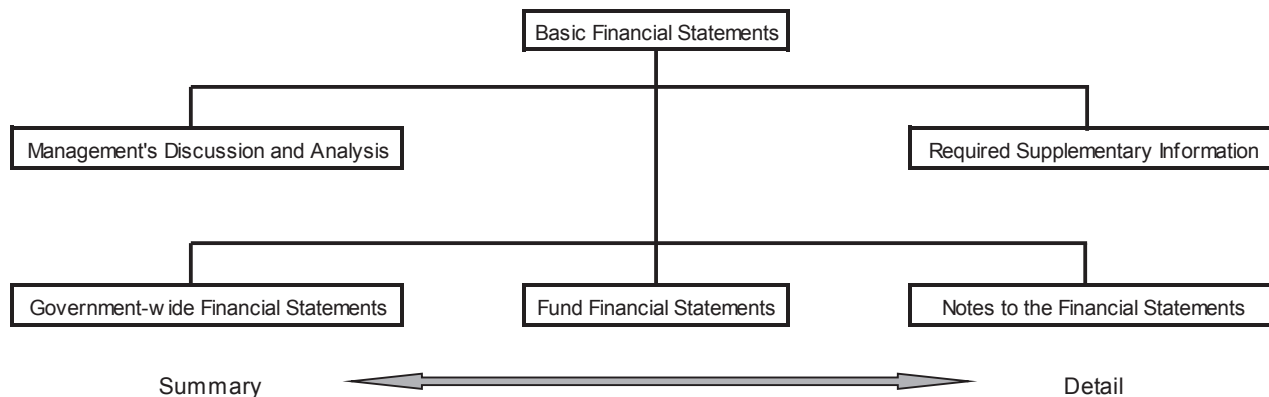 Basic Financial Statements
Management's Discussion and Analysis
Required Supplementary Information
Government-wide Financial Statements
Fund Financial Statements
Notes to the Financial Statements
Summary
Detail